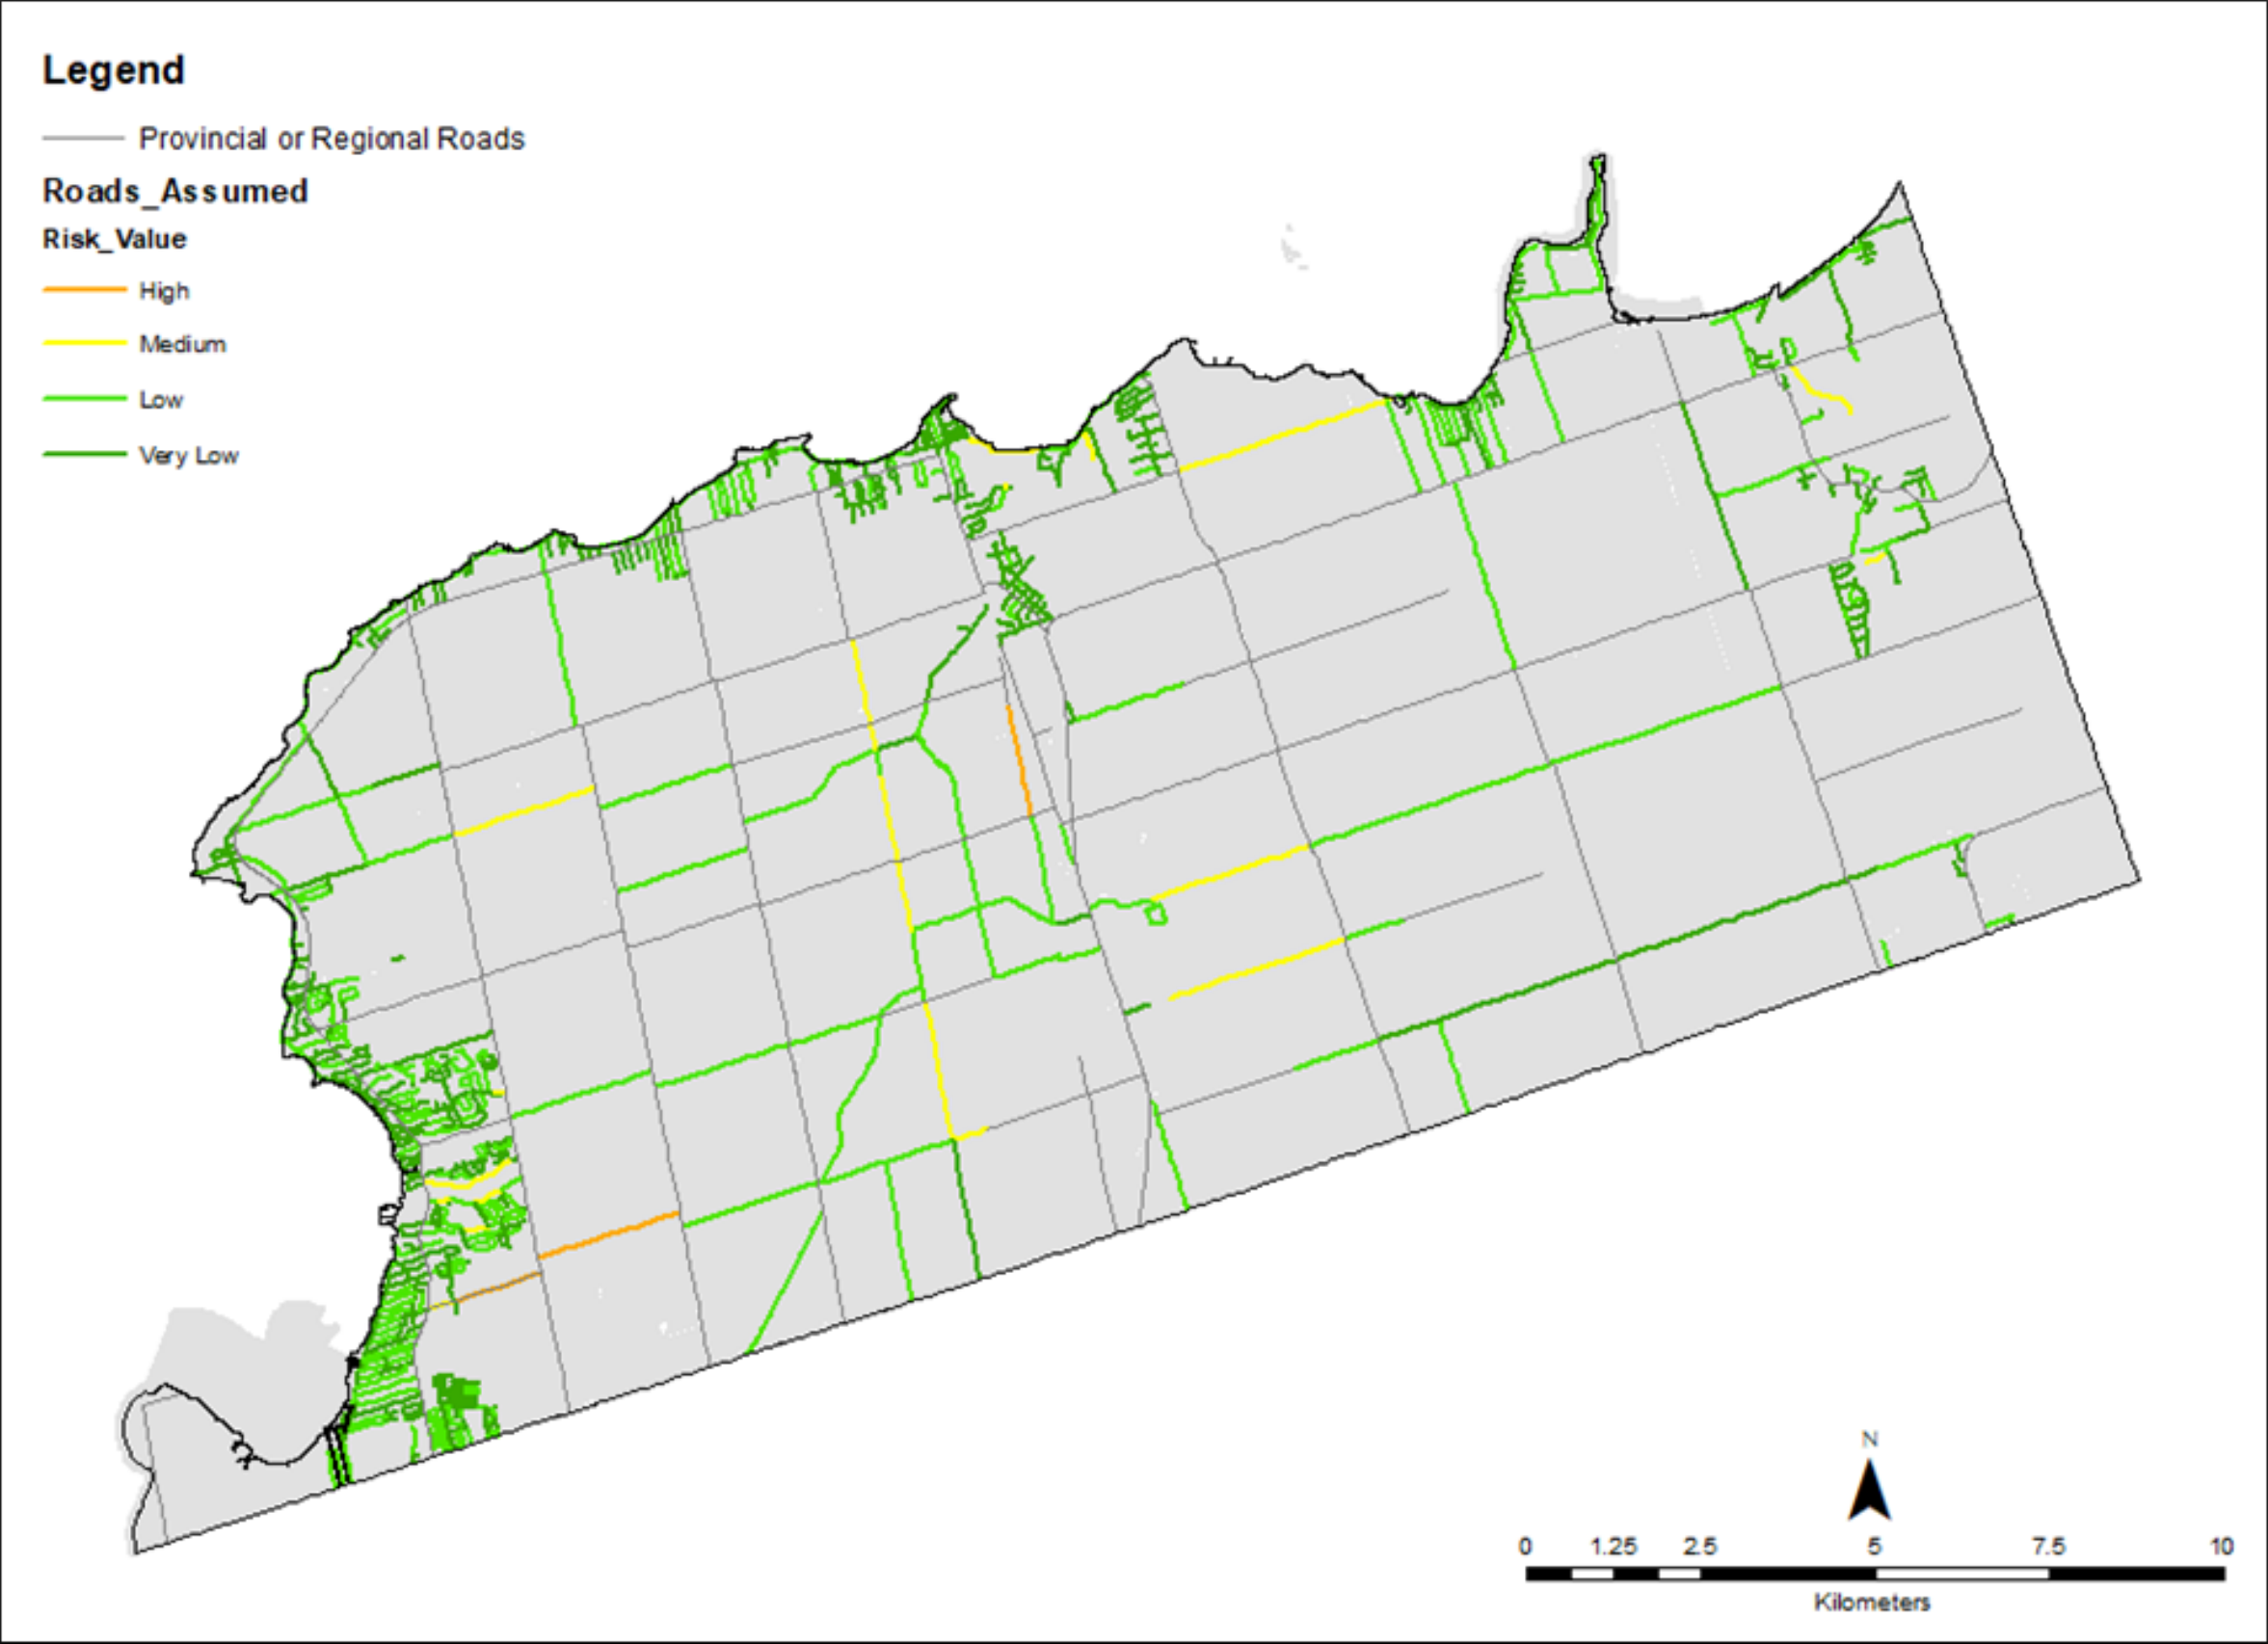 Legend
Provincial or Regional Roads
Roads_Assumed
Risk_Value
High
Medium
Low
Very Low
N
0 1.25 2.5 5 7.5 10
Kilometers